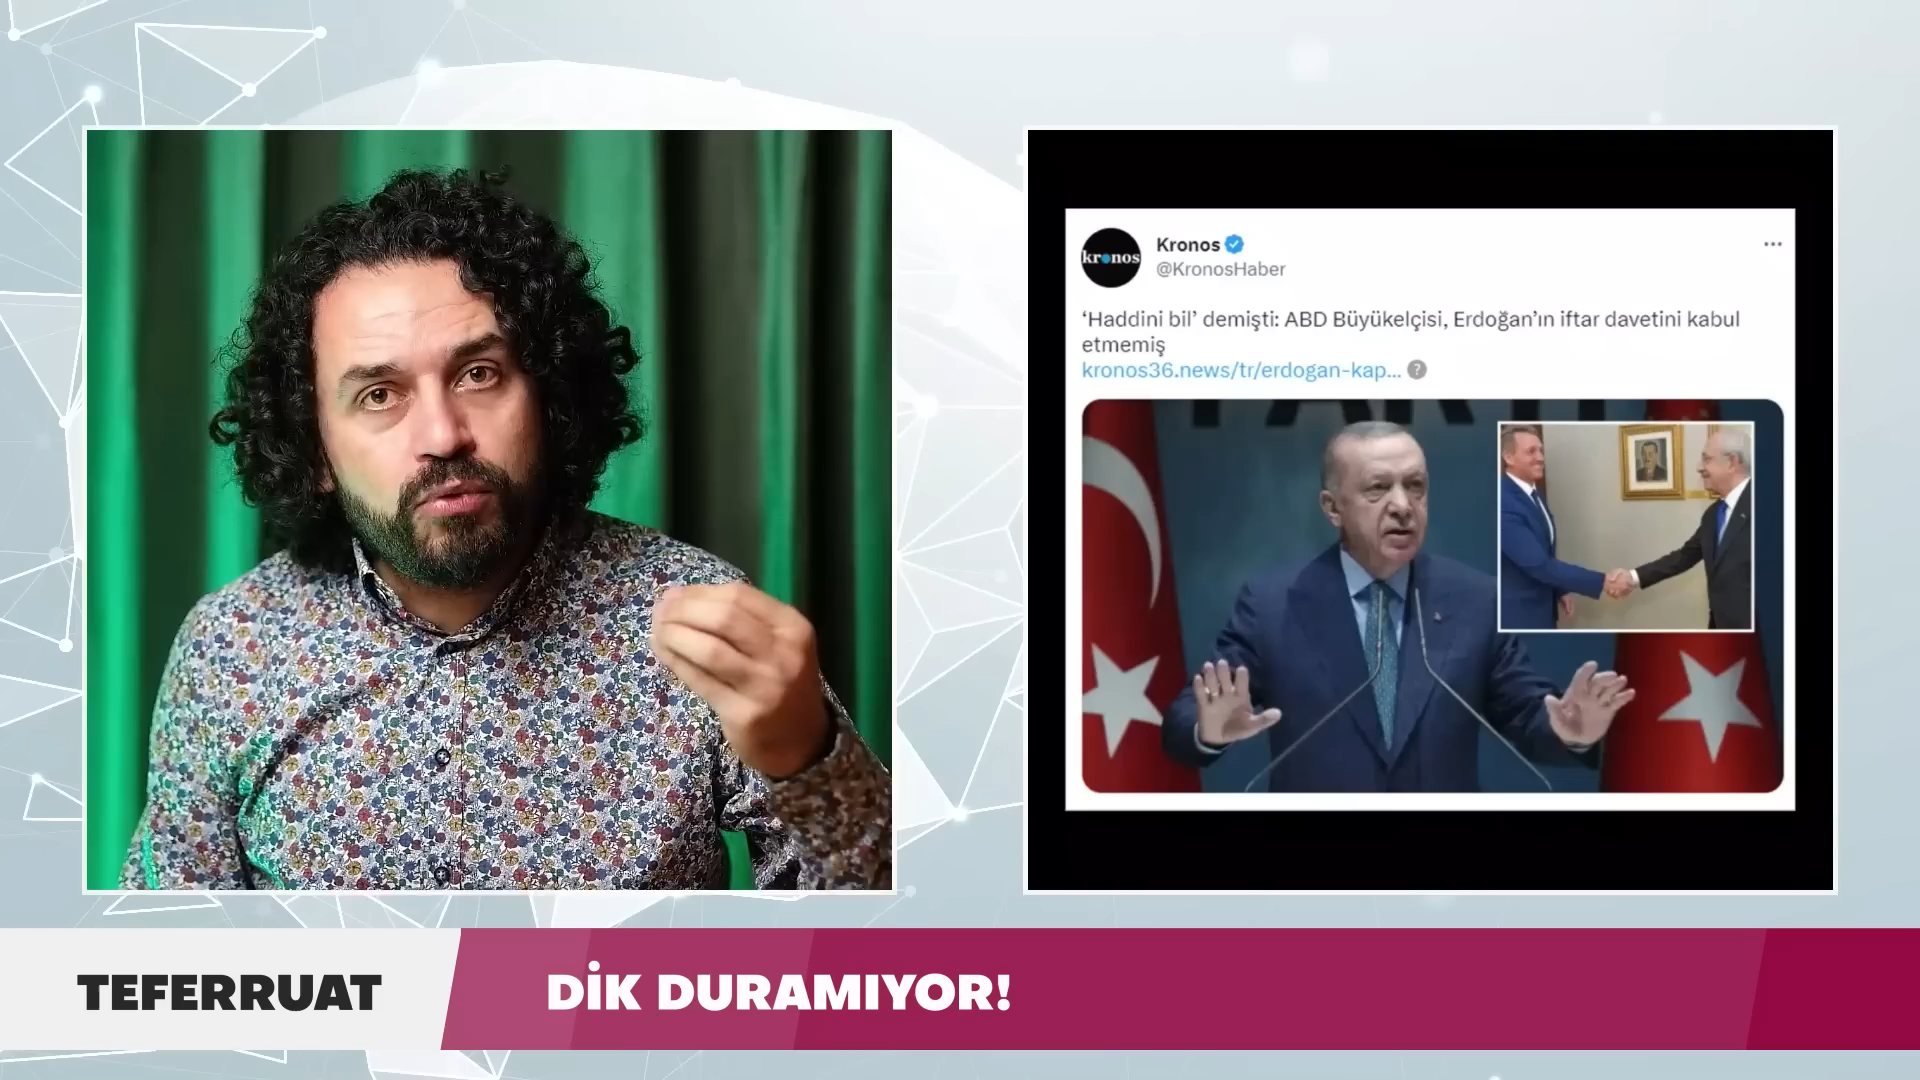 kronos
Kronos
@KronosHaber
‘Haddini bil’ demişti: ABD Büyükelçisi, Erdoğan’ın iftar davetini kabul
etmemiş
kronos36.news/tr/erdogan-kap...
TEFERRUAT
DİK DURAMIYOR!